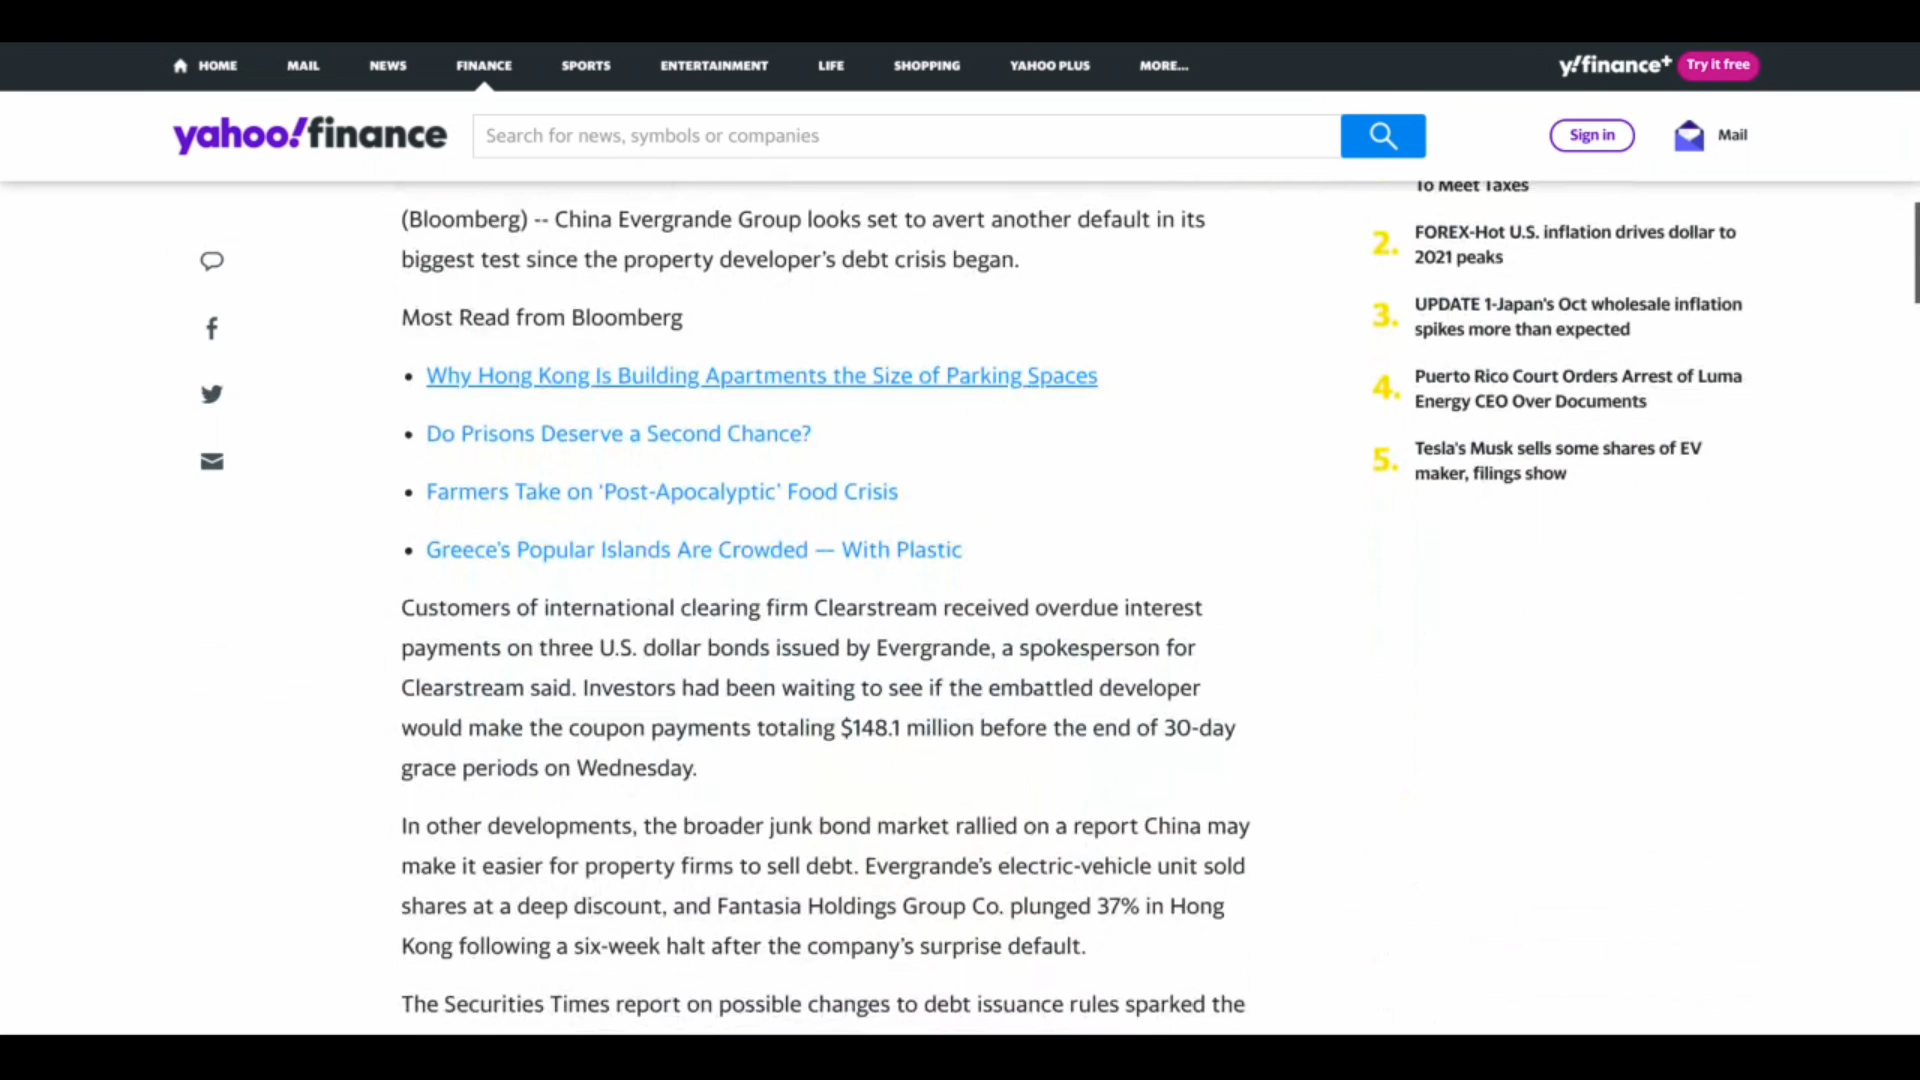 HOME MAIL NEWS FINANCE SPORTS ENTERTAINMENT LIFE SHOPPING YAHOO PLUS MORE... y!finance+ Try it free
yahoo!finance Search for news, symbols or companies Sign in Mail
(Bloomberg) -- China Evergrande Group looks set to avert another default in its
biggest test since the property developer’s debt crisis began.
Most Read from Bloomberg
• Why Hong Kong Is Building Apartments the Size of Parking Spaces
• Do Prisons Deserve a Second Chance?
• Farmers Take on ‘Post-Apocalyptic’ Food Crisis
• Greece’s Popular Islands Are Crowded — With Plastic
Customers of international clearing firm Clearstream received overdue interest
payments on three U.S. dollar bonds issued by Evergrande, a spokesperson for
Clearstream said. Investors had been waiting to see if the embattled developer
would make the coupon payments totaling $148.1 million before the end of 30-day
grace periods on Wednesday.
In other developments, the broader junk bond market rallied on a report China may
make it easier for property firms to sell debt. Evergrande’s electric-vehicle unit sold
shares at a deep discount, and Fantasia Holdings Group Co. plunged 37% in Hong
Kong following a six-week halt after the company’s surprise default.
The Securities Times report on possible changes to debt issuance rules sparked the
To Meet Taxes
2. FOREX-Hot U.S. inflation drives dollar to
2021 peaks
3. UPDATE 1-Japan's Oct wholesale inflation
spikes more than expected
4. Puerto Rico Court Orders Arrest of Luma
Energy CEO Over Documents
5. Tesla's Musk sells some shares of EV
maker, filings show